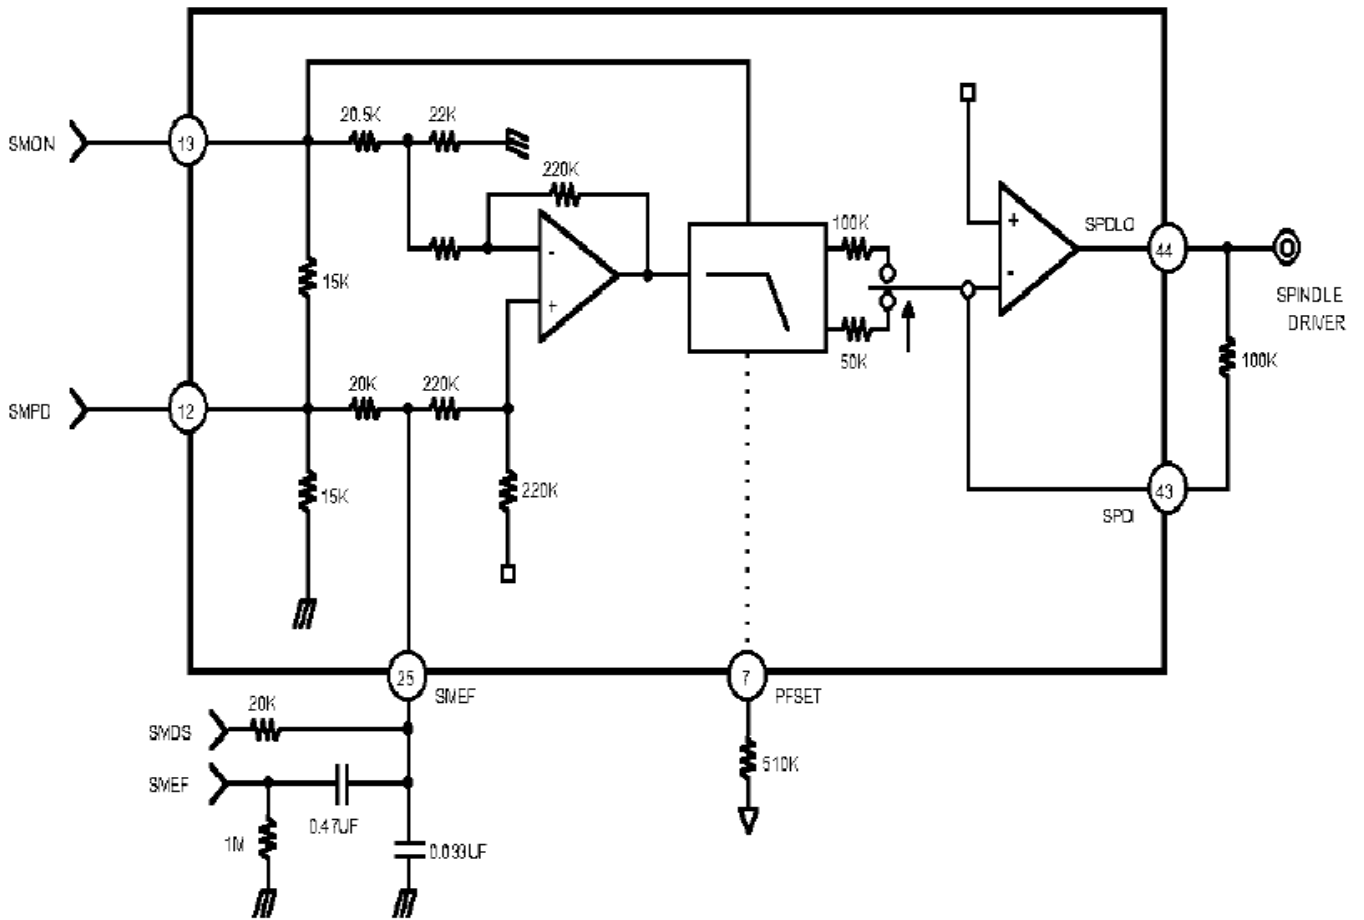 20.5K 22K
SMON 13
220K
100K
+
SPDLO
44
-
-
15K
+
SPINDLE
DRIVER
50K
100K
20K 220K
SMPD 12
15K
220K
43
SPDI
25 SMEF
7 PFSET
20K
SMDS
SMEF
510K
0.47UF
1M
0.033UF